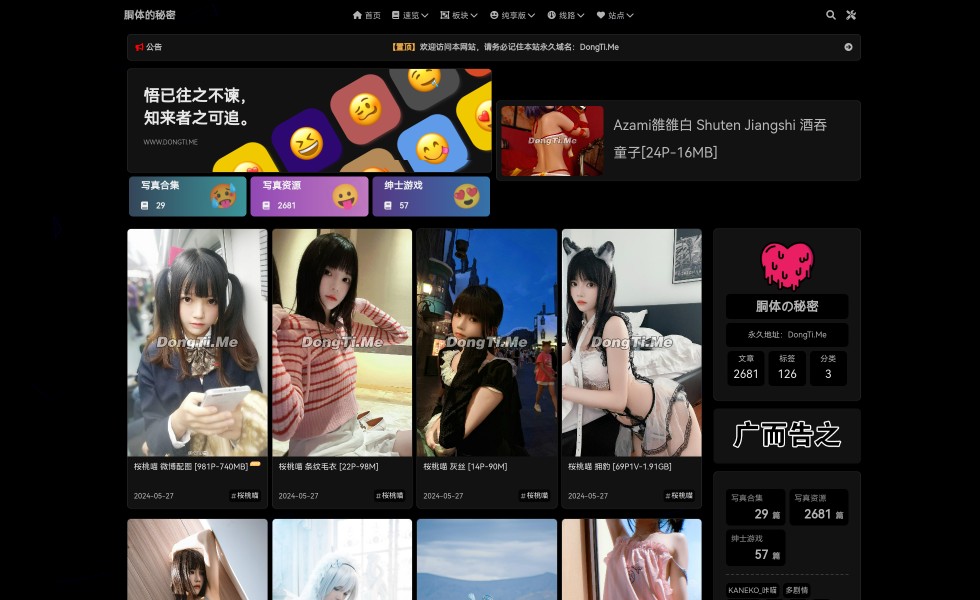 胴体的秘密
首页 速览 板块 纯享版 线路 站点
公告
【置顶】欢迎访问本网站，请务必记住本站永久域名：DongTi.Me
悟已往之不谏，
知来者之可追。
WWW.DONGTI.ME
DongTi.Me
Azami雒雒白 Shuten Jiangshi 酒吞
童子[24P-16MB]
写真合集
29
写真资源
2681
绅士游戏
57
DongTi.Me
桜桃喵 微博配图 [981P-740MB]
2024-05-27 #桜桃喵
DongTi.Me
桜桃喵 条纹毛衣 [22P-98M]
2024-05-27 #桜桃喵
DongTi.Me
桜桃喵 灰丝 [14P-90M]
2024-05-27 #桜桃喵
DongTi.Me
桜桃喵 拥豹 [69P1V-1.91GB]
2024-05-27 #桜桃喵
胴体の秘密
永久地址：DongTi.Me
文章 标签 分类
2681 126 3
广而告之
写真合集
29 篇
写真资源
2681 篇
绅士游戏
57 篇
KANEKO_咔喵 多剧情